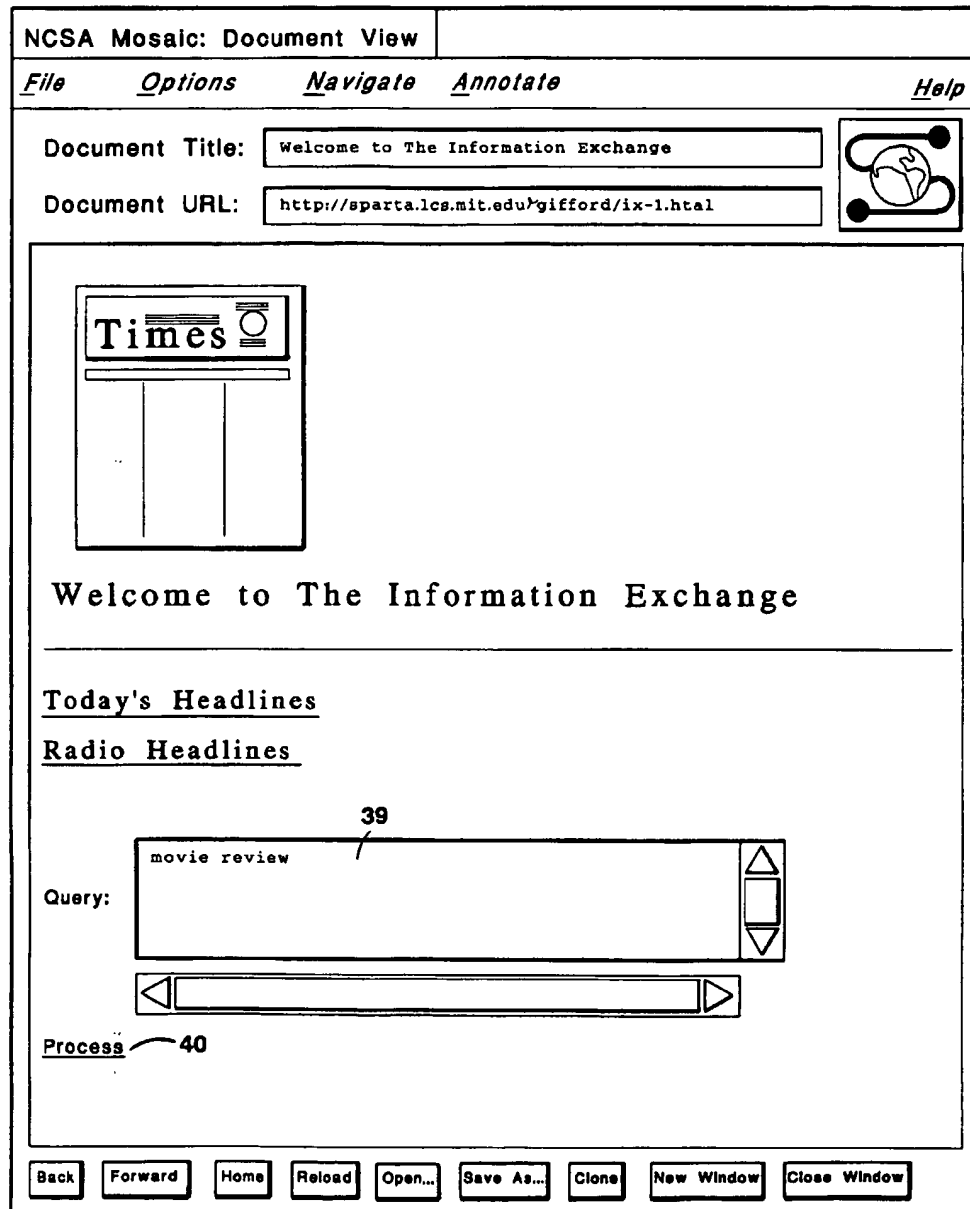 NCSA Mosaic: Document View
File Options Navigate Annotate Help
Document Title: Welcome to The Information Exchange
Document URL: http://sparta.lcs.mit.edu/~gifford/ix-1.htal
Times
Welcome to The Information Exchange
Today's Headlines
Radio Headlines
39
movie review
Query:
Process 40
Back Forward Home Reload Open... Save As... Clone New Window Close Window